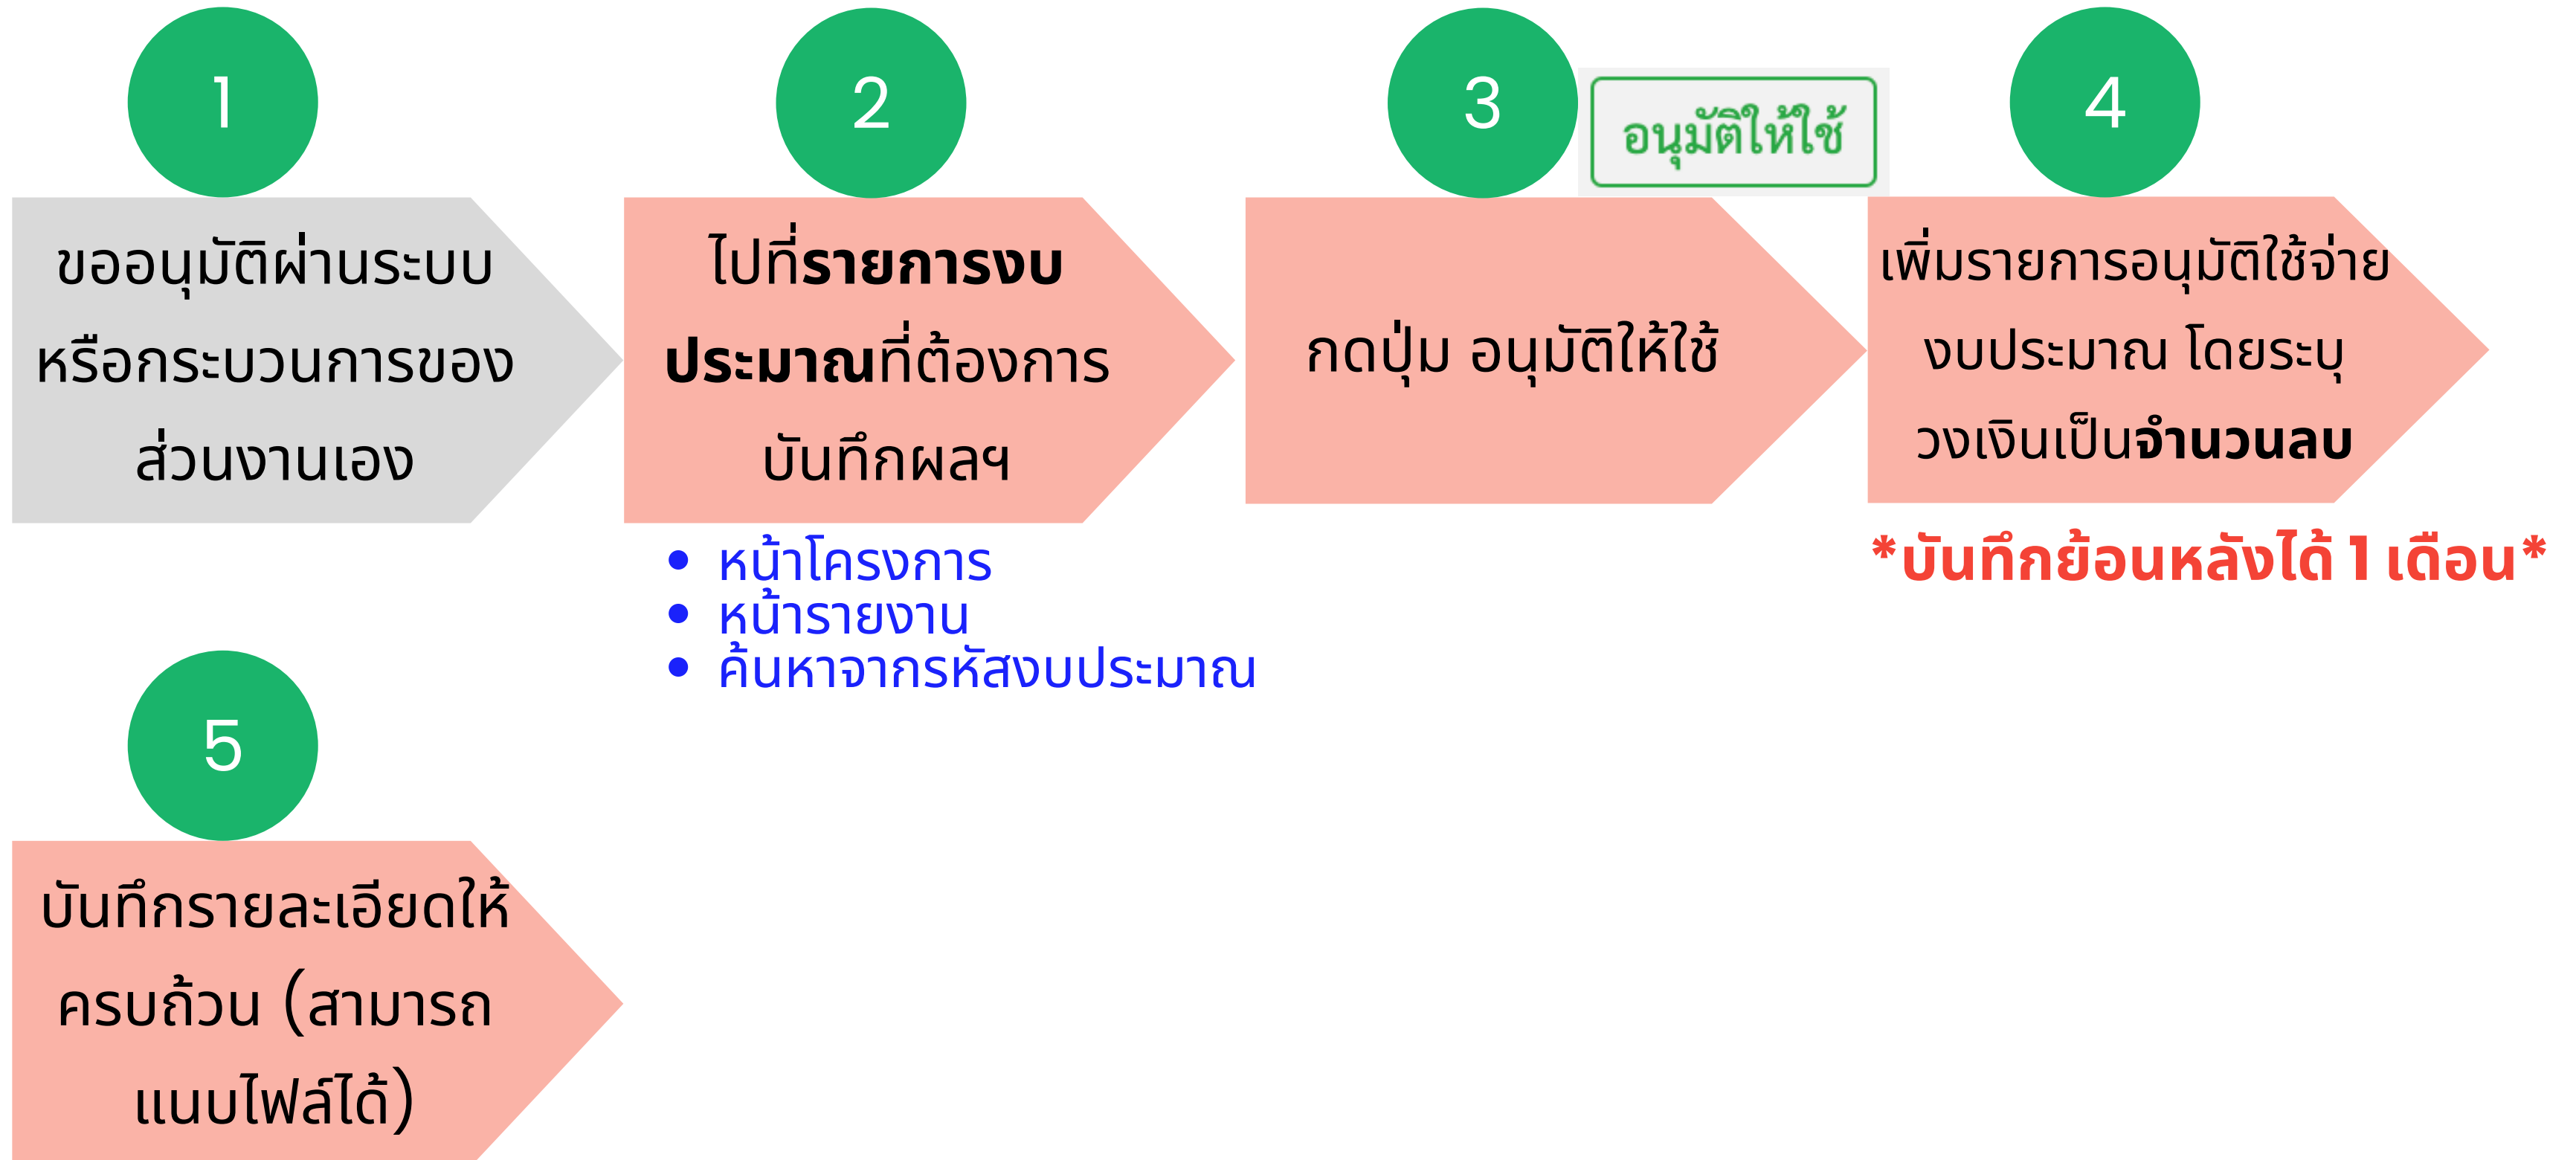 1
ขออนุมัติผ่านระบบ
หรือกระบวนการของ
ส่วนงานเอง
2
ไปที่รายการงบ
ประมาณที่ต้องการ
บันทึกผลฯ
• หน้าโครงการ
• หน้ารายงาน
• ค้นหาจากรหัสงบประมาณ
3
อนุมัติให้ใช้
กดปุ่ม อนุมัติให้ใช้
4
เพิ่มรายการอนุมัติใช้จ่าย
งบประมาณ โดยระบุ
วงเงินเป็นจำนวนลบ
*บันทึกย้อนหลังได้ 1 เดือน*
5
บันทึกรายละเอียดให้
ครบถ้วน (สามารถ
แนบไฟล์ได้)